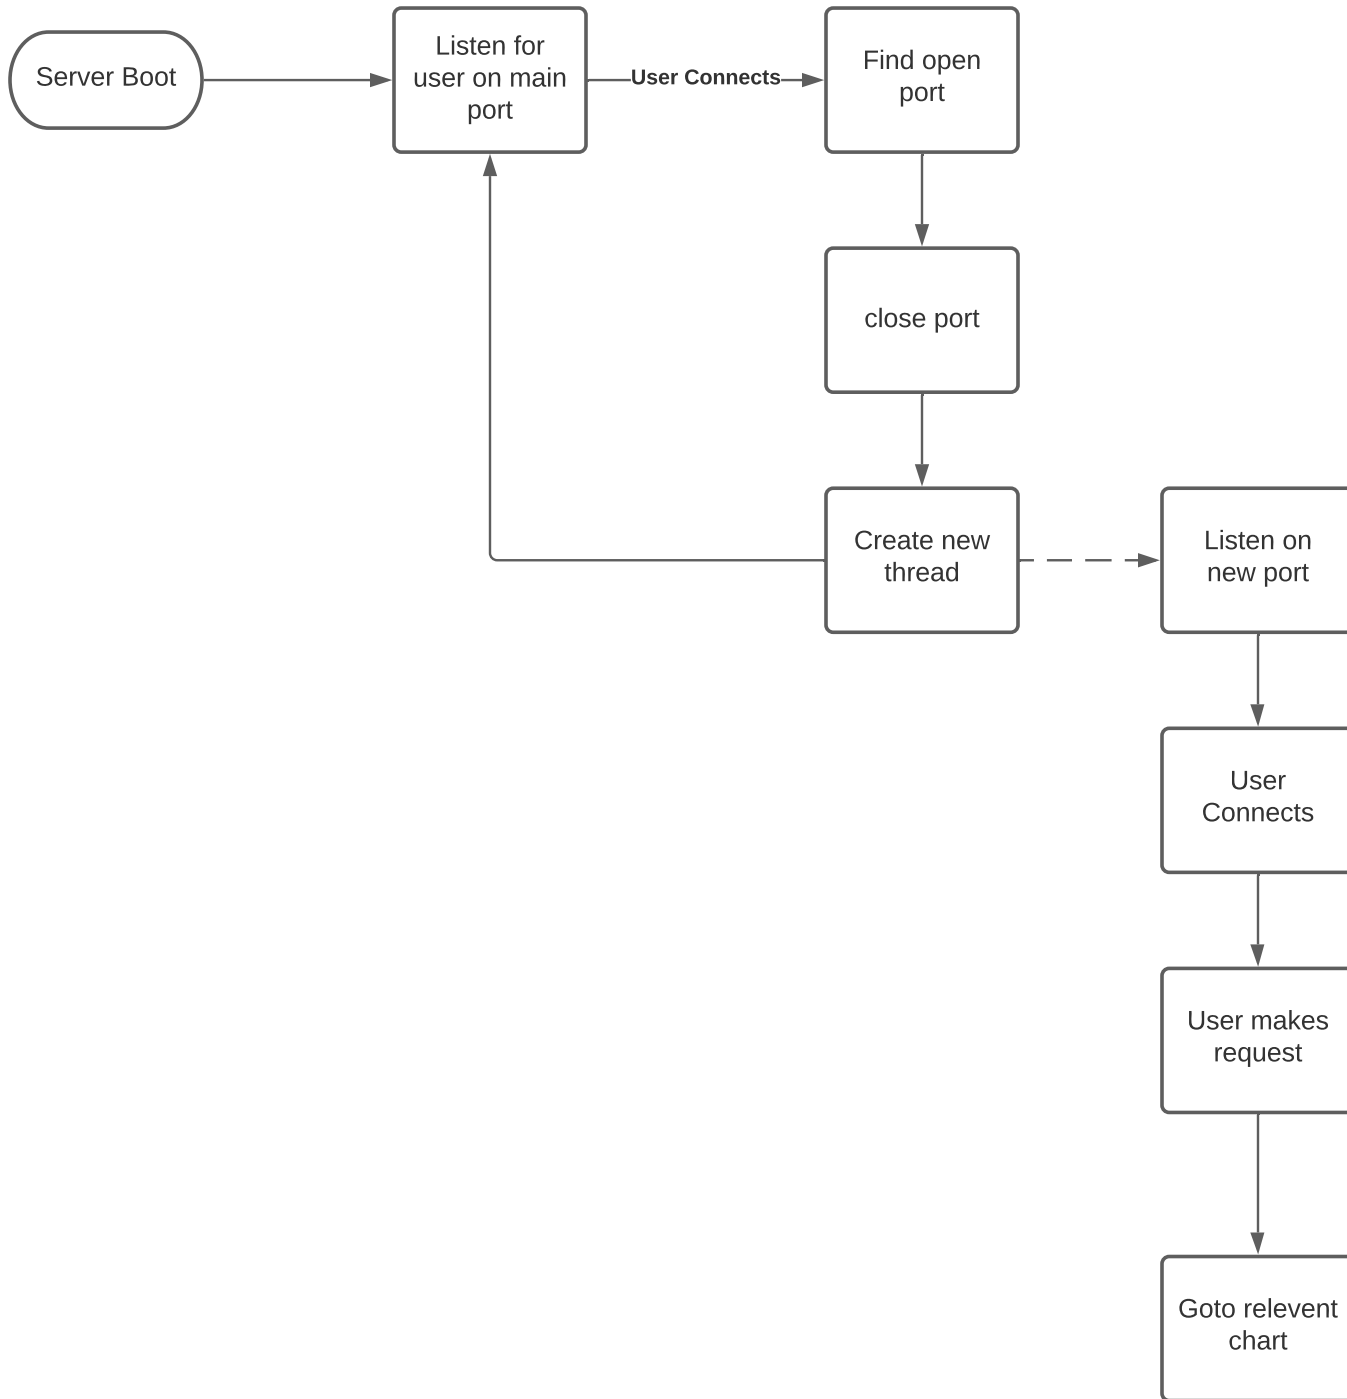 Server Boot
Listen for
user on main
port
User Connects
Find open
port
close port
Create new
thread
Listen on
new port
User
Connects
User makes
request
Goto relevent
chart